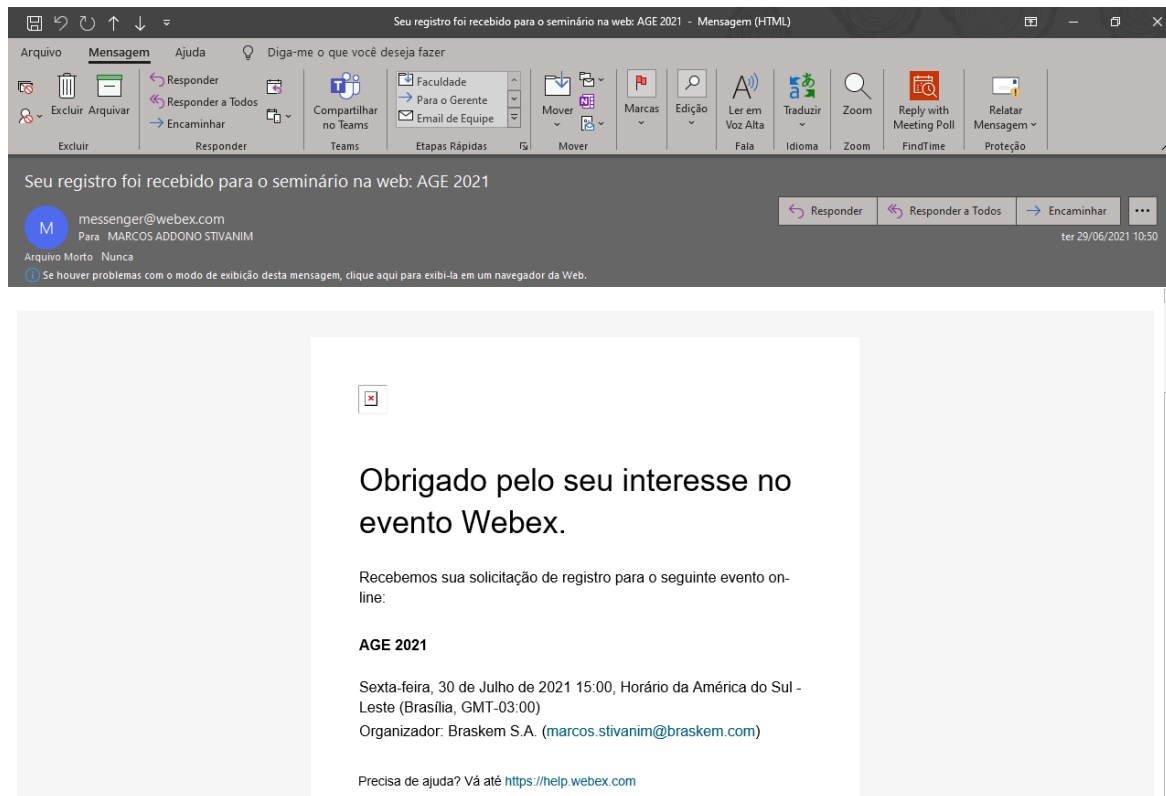 Seu registro foi recebido para o seminário na web: AGE 2021 - Mensagem (HTML)
Arquivo Mensagem Ajuda Diga-me o que você deseja fazer
Excluir Arquivar
Responder
Responder a Todos
Encaminhar
Compartilhar no Teams
Faculdade
Para o Gerente
Email de Equipe
Mover
Marcas
Edição
Ler em Voz Alta
Traduzir
Zoom
Reply with Meeting Poll
Relatar Mensagem
Excluir Responder Teams Etapas Rápidas Mover Fala Idioma Zoom FindTime Proteção
Seu registro foi recebido para o seminário na web: AGE 2021
M
messenger@webex.com
Para MARCOS ADDONO STIVANIM
Responder Responder a Todos Encaminhar ...
ter 29/06/2021 10:50
Arquivo Morto Nunca
Se houver problemas com o modo de exibição desta mensagem, clique aqui para exibi-la em um navegador da Web.
Obrigado pelo seu interesse no
evento Webex.
Recebemos sua solicitação de registro para o seguinte evento on-
line:
AGE 2021
Sexta-feira, 30 de Julho de 2021 15:00, Horário da América do Sul -
Leste (Brasília, GMT-03:00)
Organizador: Braskem S.A. (marcos.stivanim@braskem.com)
Precisa de ajuda? Vá até https://help.webex.com